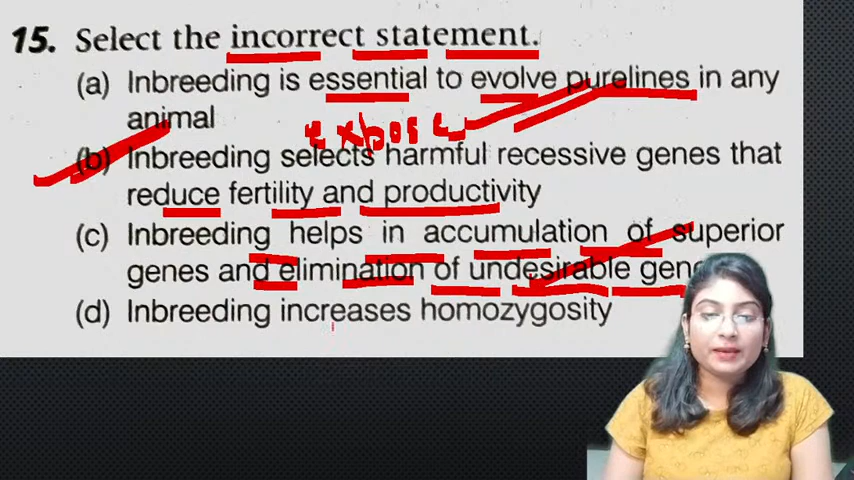 15. Select the incorrect statement.
(a) Inbreeding is essential to evolve purelines in any
animal
expose
(b) Inbreeding selects harmful recessive genes that
reduce fertility and productivity
(c) Inbreeding helps in accumulation of superior
genes and elimination of undesirable
(d) Inbreeding increases homozygosity